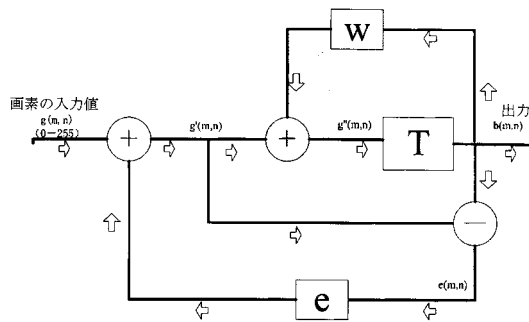 w
画素の入力値
g(m, n)
(0−255)
+
g'(m,n)
+
g"(m,n)
T
出力
b(m,n)
−
e(m,n)
e